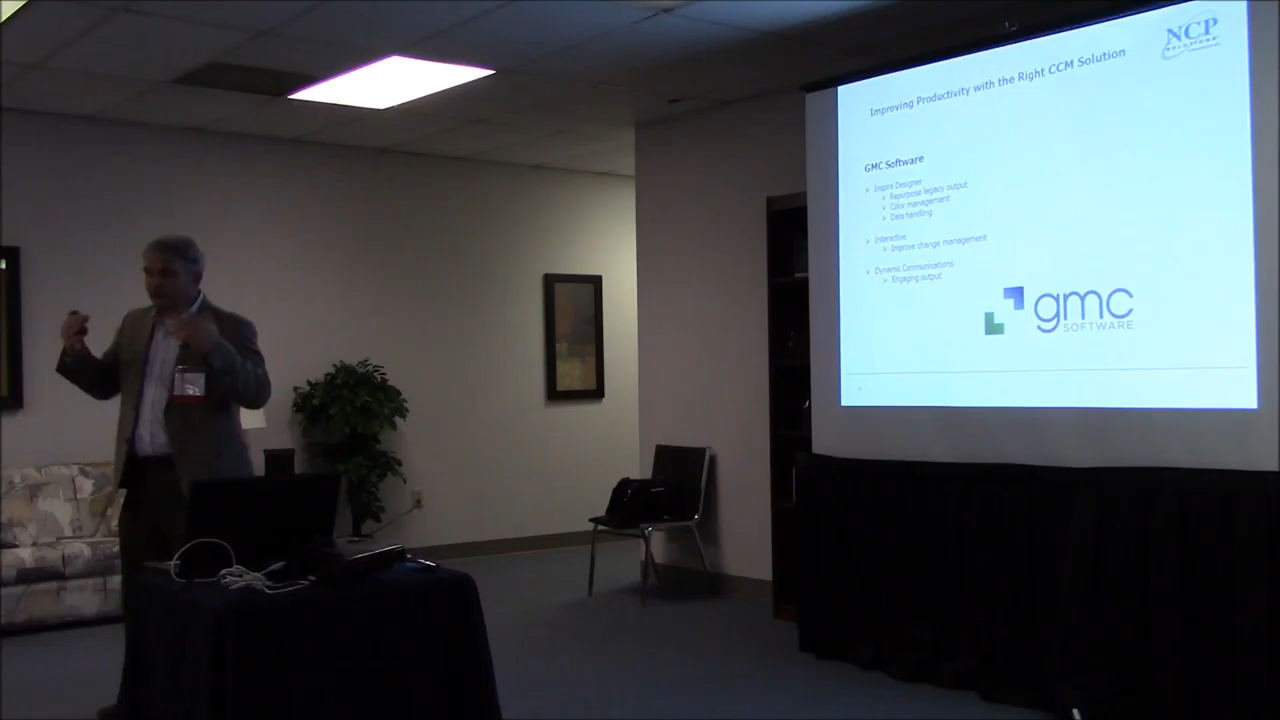 NCP
SOLUTIONS
Improving Productivity with the Right CCM Solution
GMC Software
> Inspire Designer
> Repurpose legacy output
> Color management
> Data handling
> Interactive
> Improve change management
> Dynamic Communications
> Engaging output
gmc
SOFTWARE